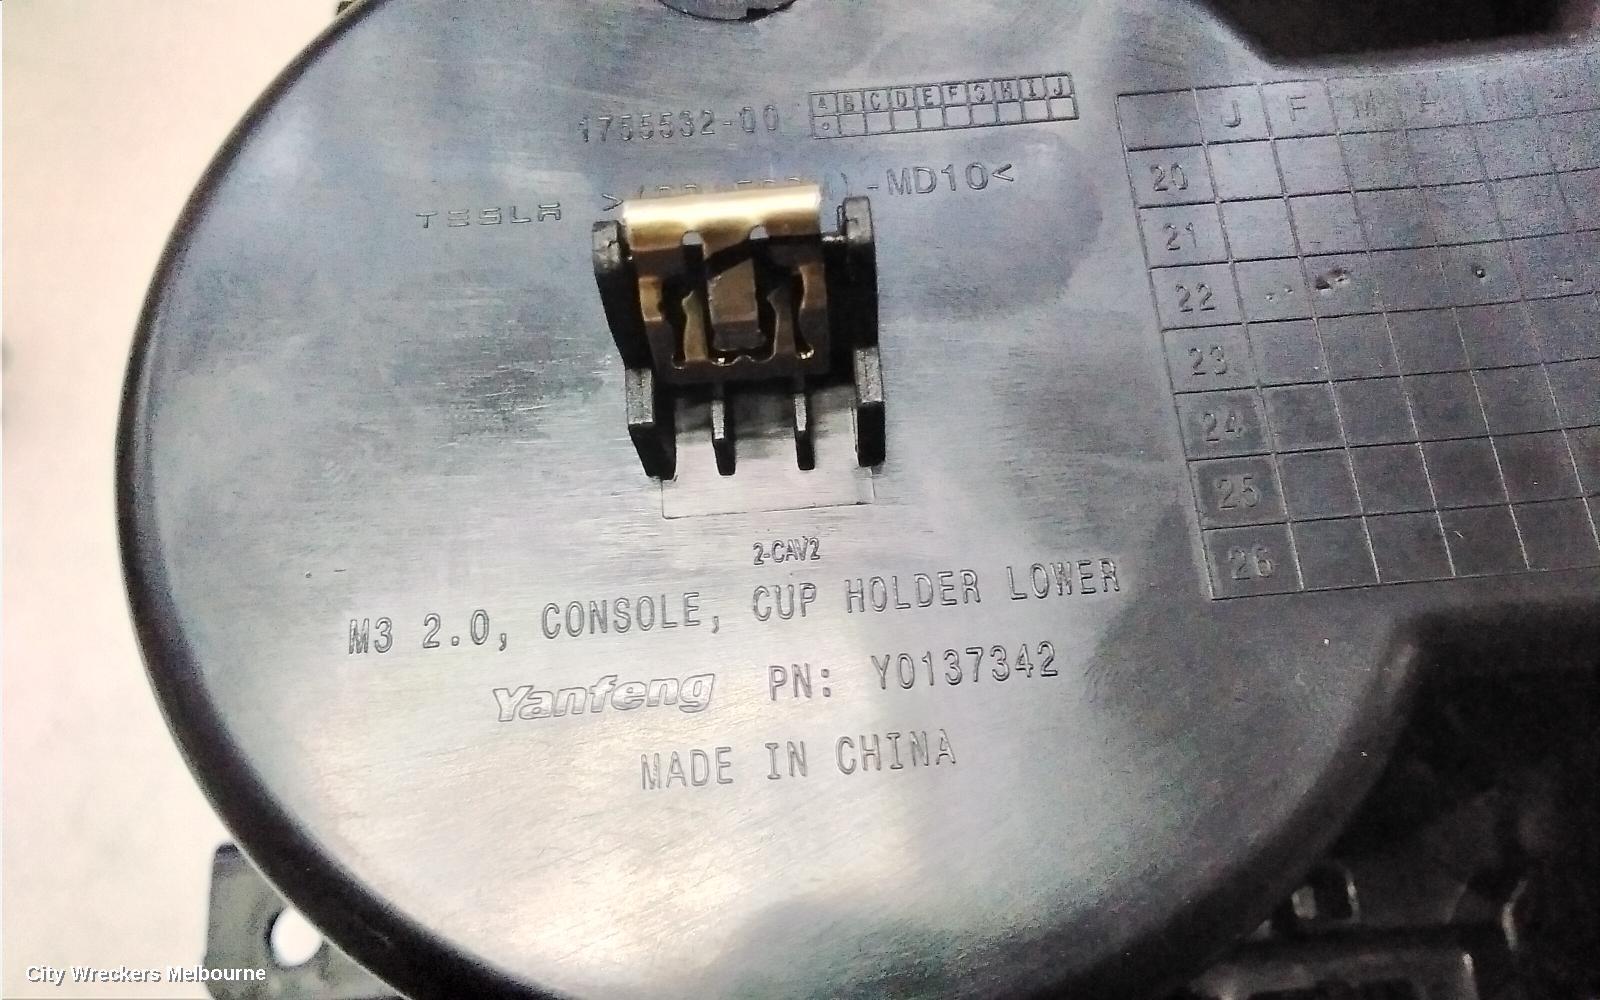 1755532-00 A B C D E F G H I J
TESLA > -MD10<
J F M A M
20
21
22
23
24
25
26
2-CAV2
M3 2.0, CONSOLE, CUP HOLDER LOWER
Yanfeng PN: Y0137342
MADE IN CHINA
City Wreckers Melbourne